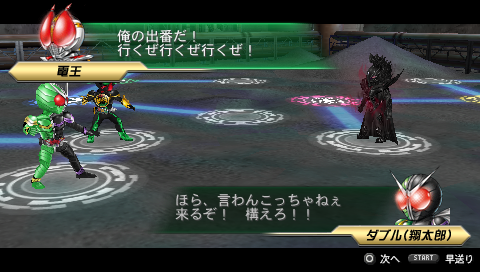 俺の出番だ！
行くぜ行くぜ行くぜ！
電王
ほら、言わんこっちゃねぇ
来るぞ！ 構えろ！！
ダブル(翔太郎)
次へ START 早送り